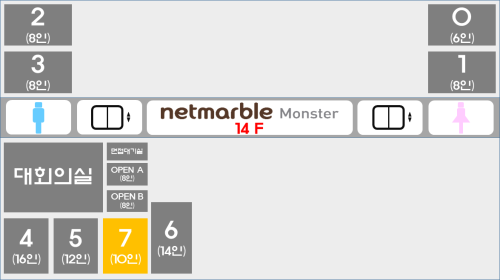 2
(8인)
0
(6인)
3
(8인)
1
(8인)
netmarble Monster
14 F
대회의실
면접대기실
OPEN A
(8인)
OPEN B
(8인)
4
(16인)
5
(12인)
7
(10인)
6
(14인)